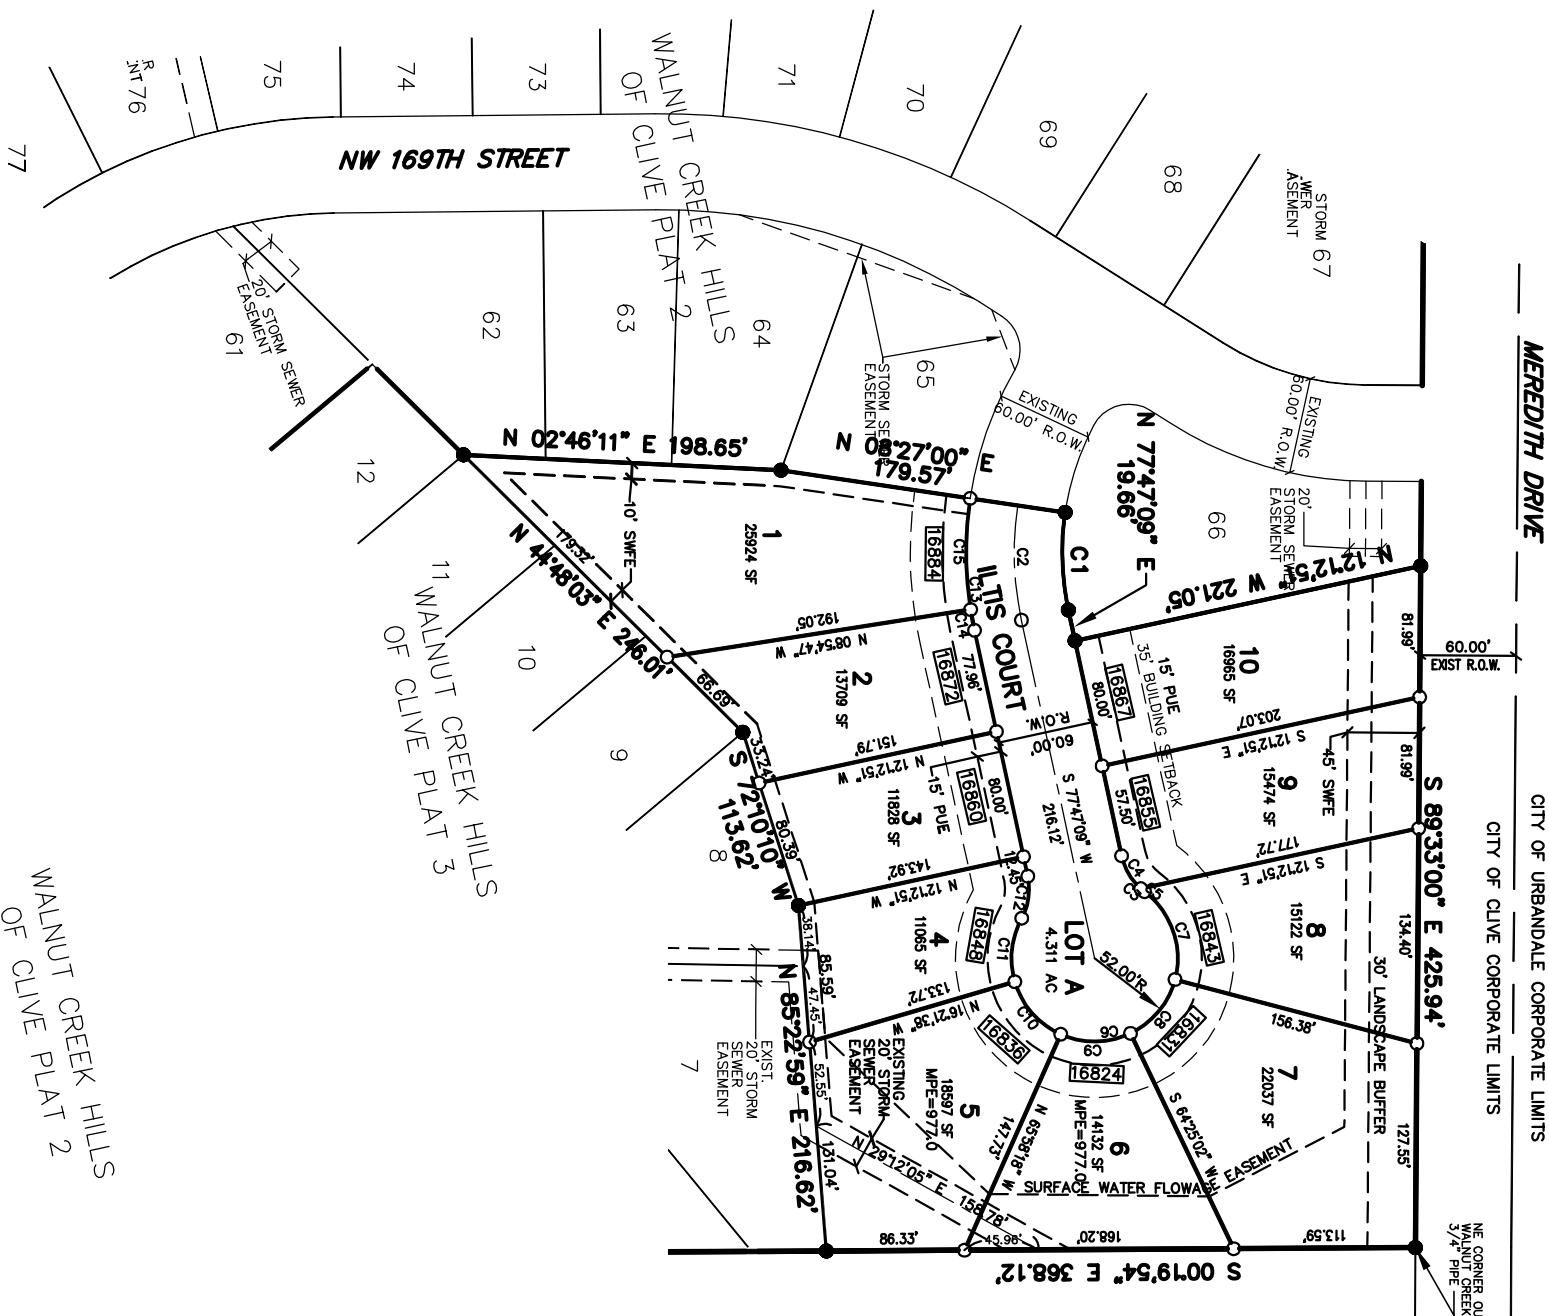 MEREDITH DRIVE
CITY OF URBANDALE CORPORATE LIMITS
CITY OF CLIVE CORPORATE LIMITS
NE CORNER OU
WALNUT CREEK
3/4" PIPE
60.00'
EXIST R.O.W.
S 89°33'00" E 425.94'
81.99'
81.99'
134.40'
127.55'
STORM
.WER
.ASEMENT
67
68
69
70
71
73
74
75
76
77
.R
.NT
NW 169TH STREET
WALNUT CREEK HILLS
OF CLIVE PLAT 2
61
62
63
64
65
66
20' STORM SEWER
EASEMENT
STORM SE
EASEMENT
EXISTING
60.00' R.O.W.
EXISTING
60.00' R.O.W.
20'
STORM SEWER
EASEMENT
N 77°47'09" E
19.66'
N 12°12'51" W 221.05'
N 08°27'00" E
179.57'
N 02°46'11" E 198.65'
N 44°48'03" E 246.01'
179.32'
66.69'
S 72°10'10" W
113.62'
33.24'
80.39'
N 85°22'59" E 216.62'
38.14'
85.59'
47.45'
52.55'
131.04'
S 00°19'54" E 368.12'
86.33'
45.96'
168.20'
113.59'
ILTIS COURT
C1
C2
C15
C13
C14
C4
C3
C5
C7
C8
C6
C9
C10
C11
C12
S 77°47'09" W
216.12'
R.O.W.
60.00'
LOT A
4.311 AC
52.00'R
1
25924 SF
10' SWFE
16884
192.05'
N 08°54'47" W
2
13709 SF
16872
77.96'
151.79'
N 12°12'51" W
3
11828 SF
15' PUE
16860
80.00'
143.92'
N 12°12'51" W
12.45'
4
11065 SF
16848
133.72'
N 16°21'38" W
5
18597 SF
MPE=977.0
16836
EXISTING
20' STORM
SEWER
EASEMENT
N 29°12'05" E 158.78'
147.73'
N 65°58'18" W
6
14132 SF
MPE=977.0
16824
SURFACE WATER FLOWAGE EASEMENT
S 64°25'02" W
7
22037 SF
16831
156.38'
30' LANDSCAPE BUFFER
8
15122 SF
16843
177.72'
S 12°12'51" E
9
15474 SF
16855
57.50'
45' SWFE
203.07'
S 12°12'51" E
10
16965 SF
16867
80.00'
15' PUE
35' BUILDING SETBACK
EXIST.
20' STORM
SEWER
EASEMENT
7
8
9
10
11
12
WALNUT CREEK HILLS
OF CLIVE PLAT 3
WALNUT CREEK HILLS
OF CLIVE PLAT 2